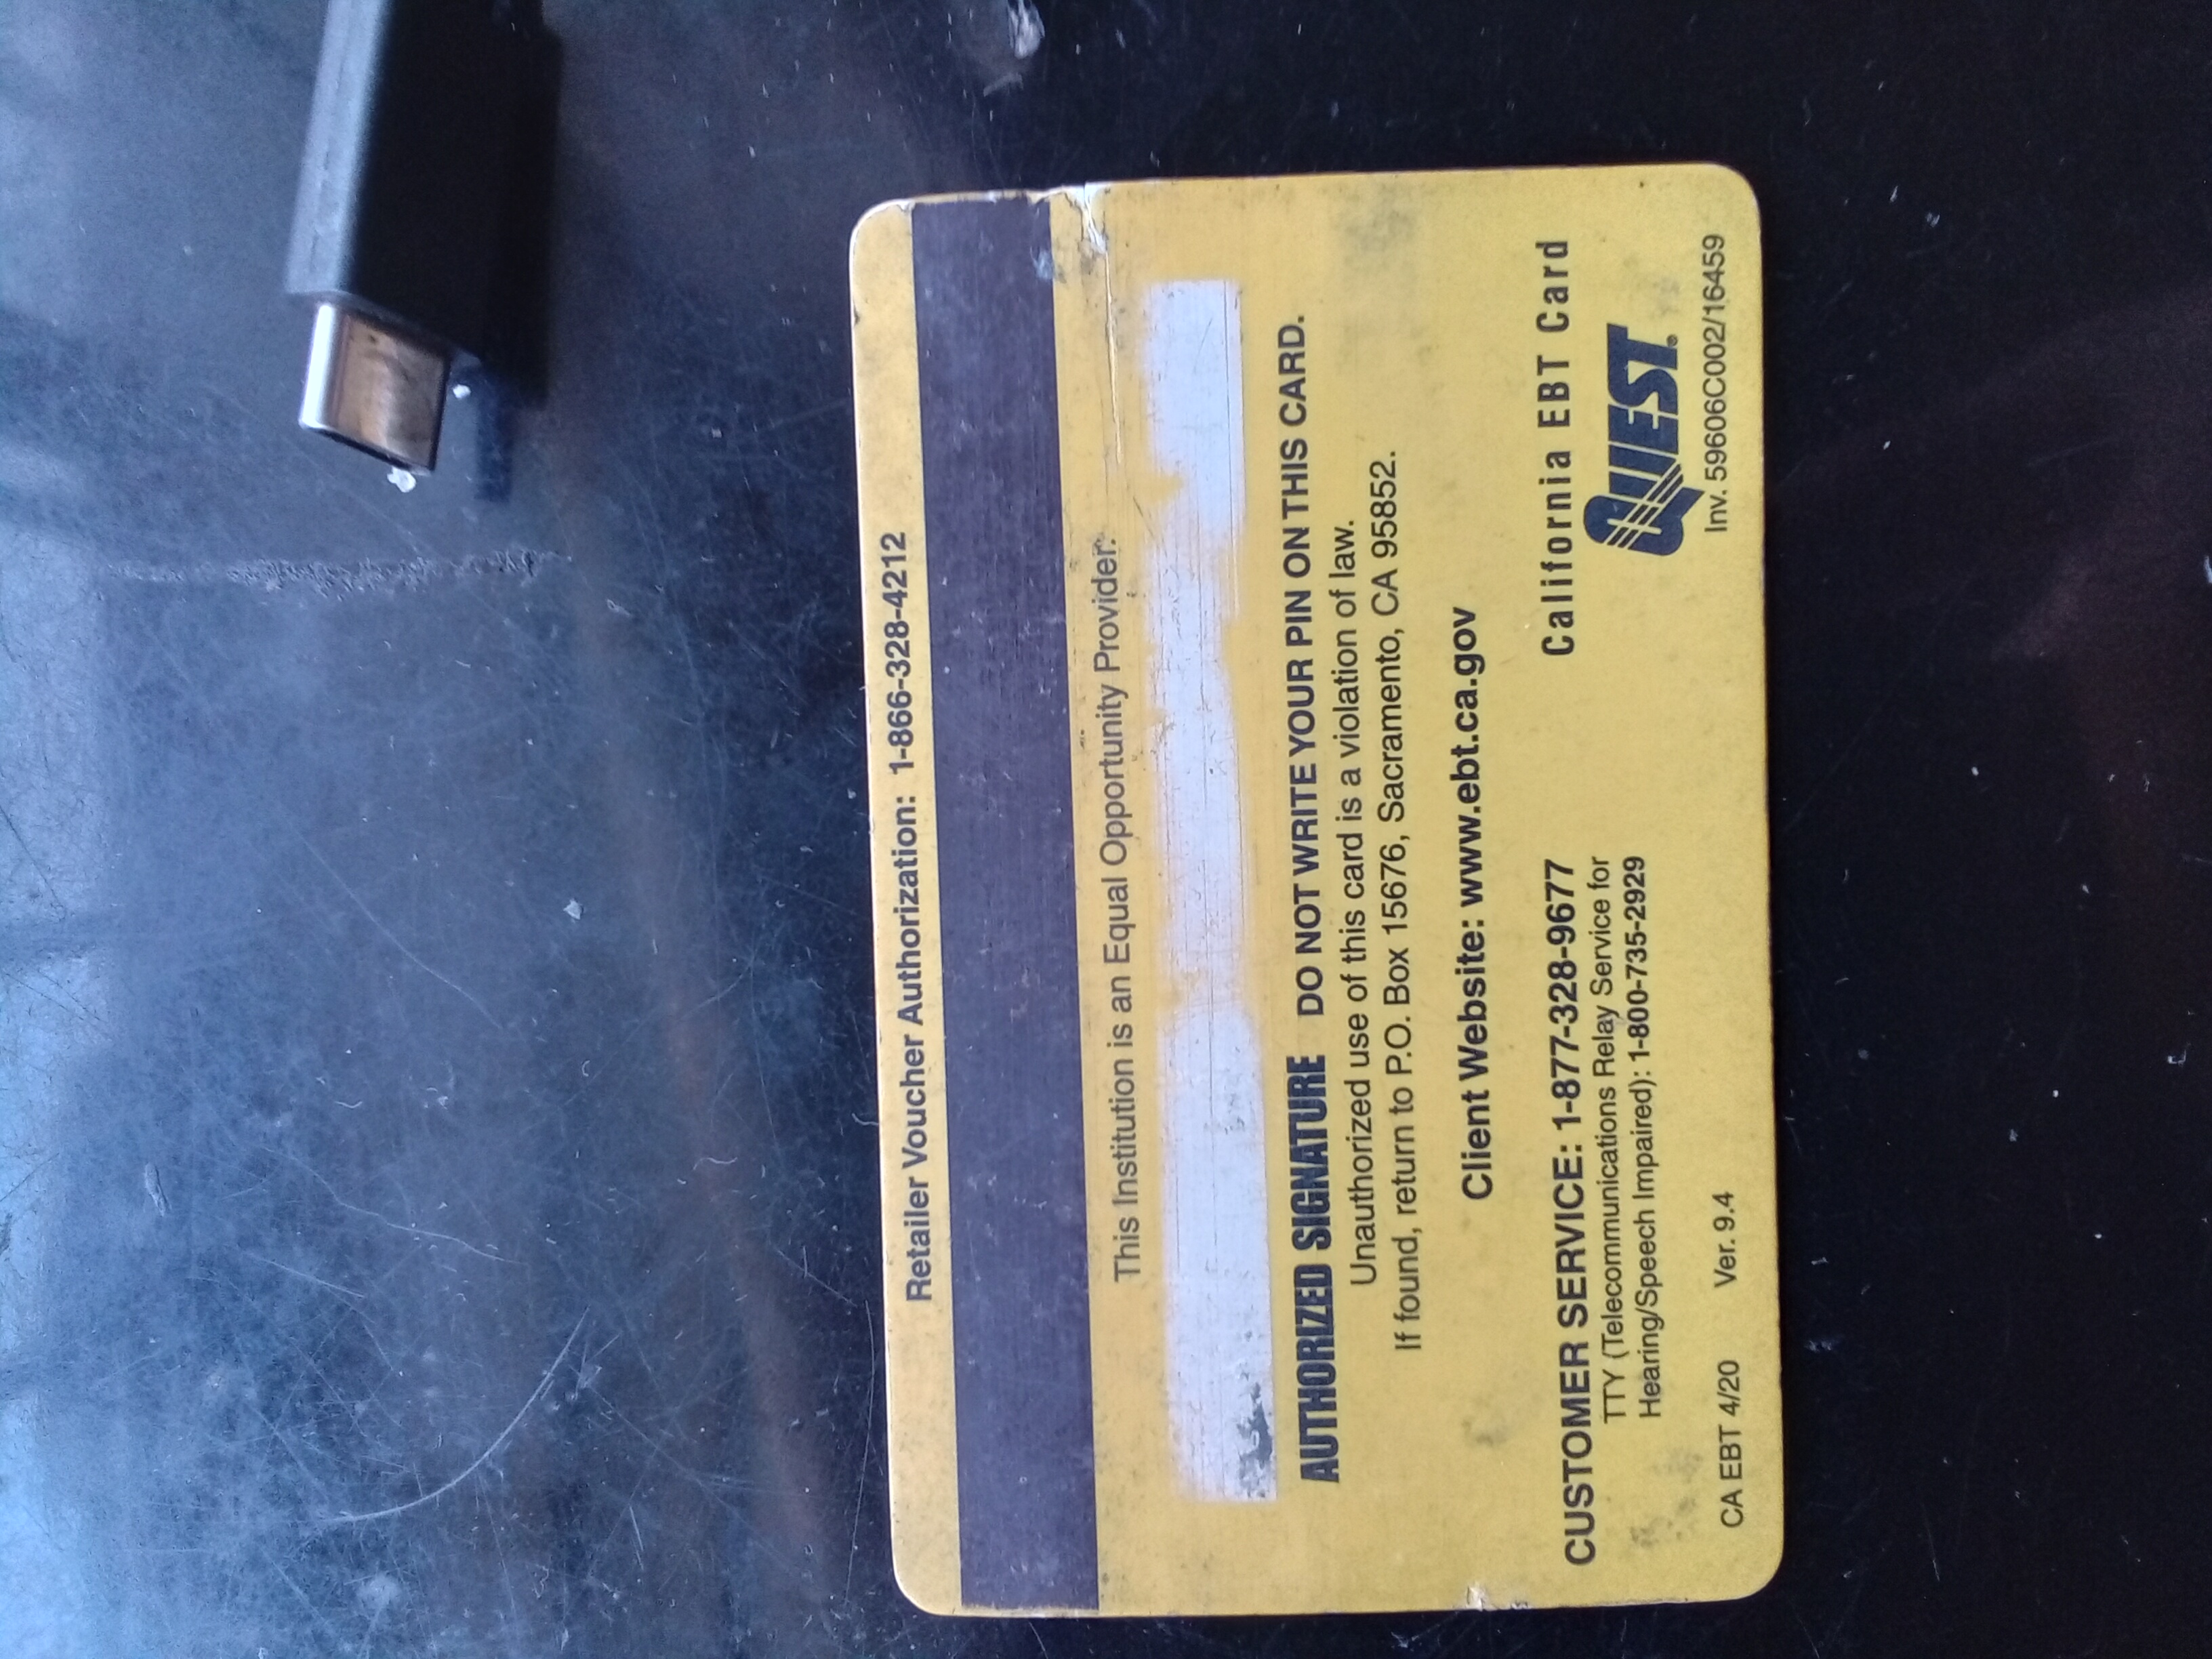 Retailer Voucher Authorization: 1-866-328-4212
This Institution is an Equal Opportunity Provider.
AUTHORIZED SIGNATURE DO NOT WRITE YOUR PIN ON THIS CARD.
Unauthorized use of this card is a violation of law.
If found, return to P.O. Box 15676, Sacramento, CA 95852.
Client Website: www.ebt.ca.gov
CUSTOMER SERVICE: 1-877-328-9677
TTY (Telecommunications Relay Service for
Hearing/Speech Impaired): 1-800-735-2929
California EBT Card
QUEST®
CA EBT 4/20 Ver. 9.4
Inv. 59606C002/16459